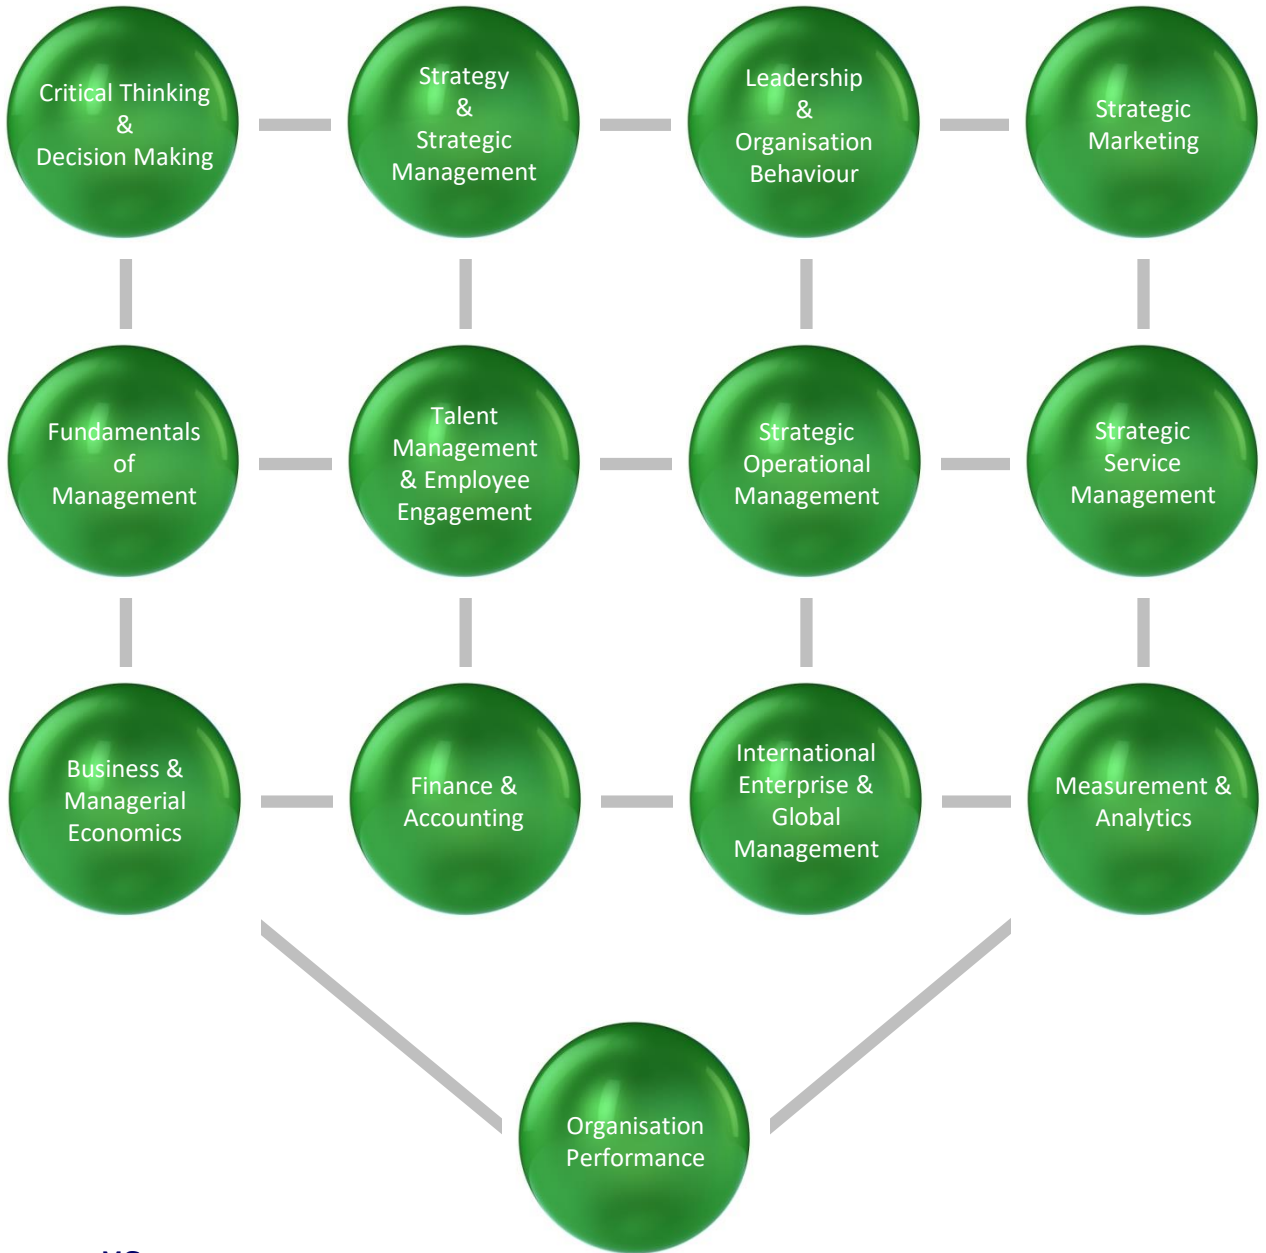 Critical Thinking
&
Decision Making
Strategy
&
Strategic
Management
Leadership
&
Organisation
Behaviour
Strategic
Marketing
Fundamentals
of
Management
Talent
Management
& Employee
Engagement
Strategic
Operational
Management
Strategic
Service
Management
Business &
Managerial
Economics
Finance &
Accounting
International
Enterprise &
Global
Management
Measurement &
Analytics
Organisation
Performance